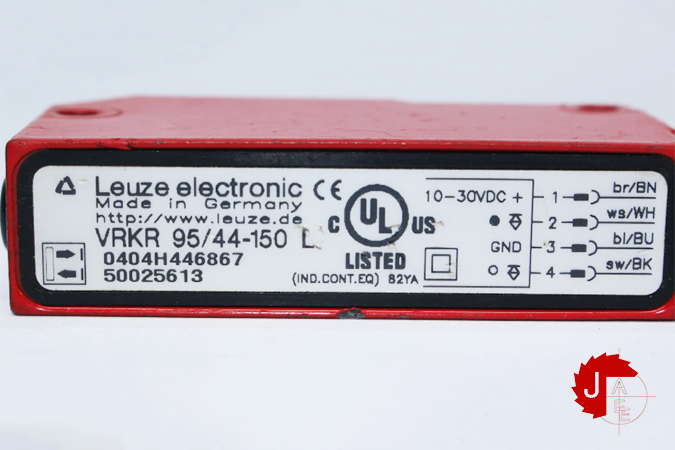 Leuze electronic
Made in Germany
http://www.leuze.de
VRKR 95/44-150 L
0404H446867
50025613
CE
C UL US
LISTED
(IND.CONT.EQ) 82YA
10-30VDC + 1 br/BN
2 ws/WH
GND 3 bl/BU
4 sw/BK
J